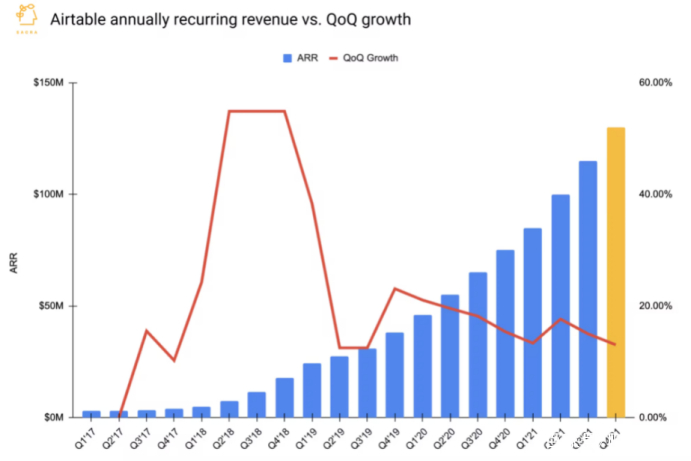 SACRA
Airtable annually recurring revenue vs. QoQ growth
ARR QoQ Growth
$150M
$100M
$50M
$0M
ARR
60.00%
40.00%
20.00%
0.00%
Q1'17 Q2'17 Q3'17 Q4'17 Q1'18 Q2'18 Q3'18 Q4'18 Q1'19 Q2'19 Q3'19 Q4'19 Q1'20 Q2'20 Q3'20 Q4'20 Q1'21